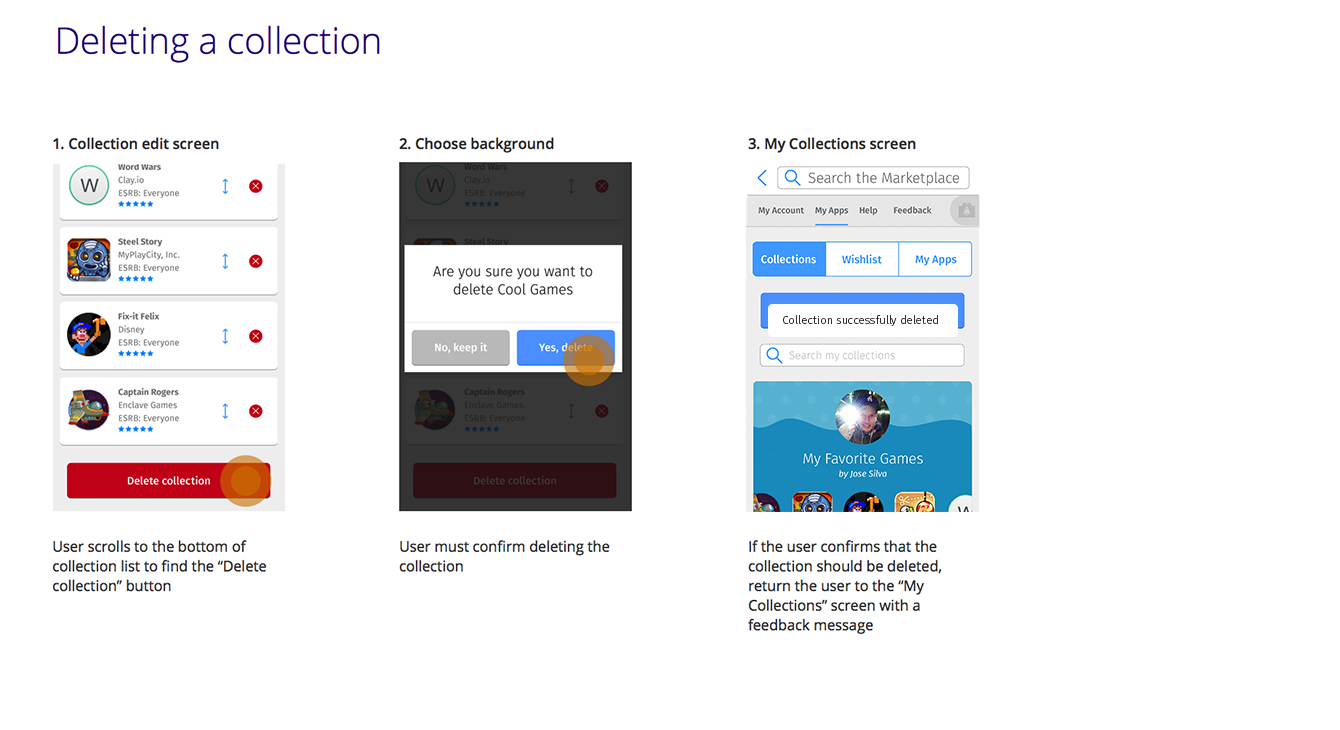 Deleting a collection
1. Collection edit screen
Word Wars
Clay.io
ESRB: Everyone
W
Steel Story
MyPlayCity, Inc.
ESRB: Everyone
Fix-it Felix
Disney
ESRB: Everyone
Captain Rogers
Enclave Games
ESRB: Everyone
Delete collection
User scrolls to the bottom of
collection list to find the “Delete
collection” button
2. Choose background
Word Wars
Clay.io
ESRB: Everyone
W
Steel Story
Are you sure you want to
delete Cool Games
No, keep it
Yes, delete
Captain Rogers
Enclave Games
ESRB: Everyone
Delete collection
User must confirm deleting the
collection
3. My Collections screen
Search the Marketplace
My Account My Apps Help Feedback
Collections Wishlist My Apps
Collection successfully deleted
Search my collections
My Favorite Games
by Jose Silva
W
If the user confirms that the
collection should be deleted,
return the user to the “My
Collections” screen with a
feedback message